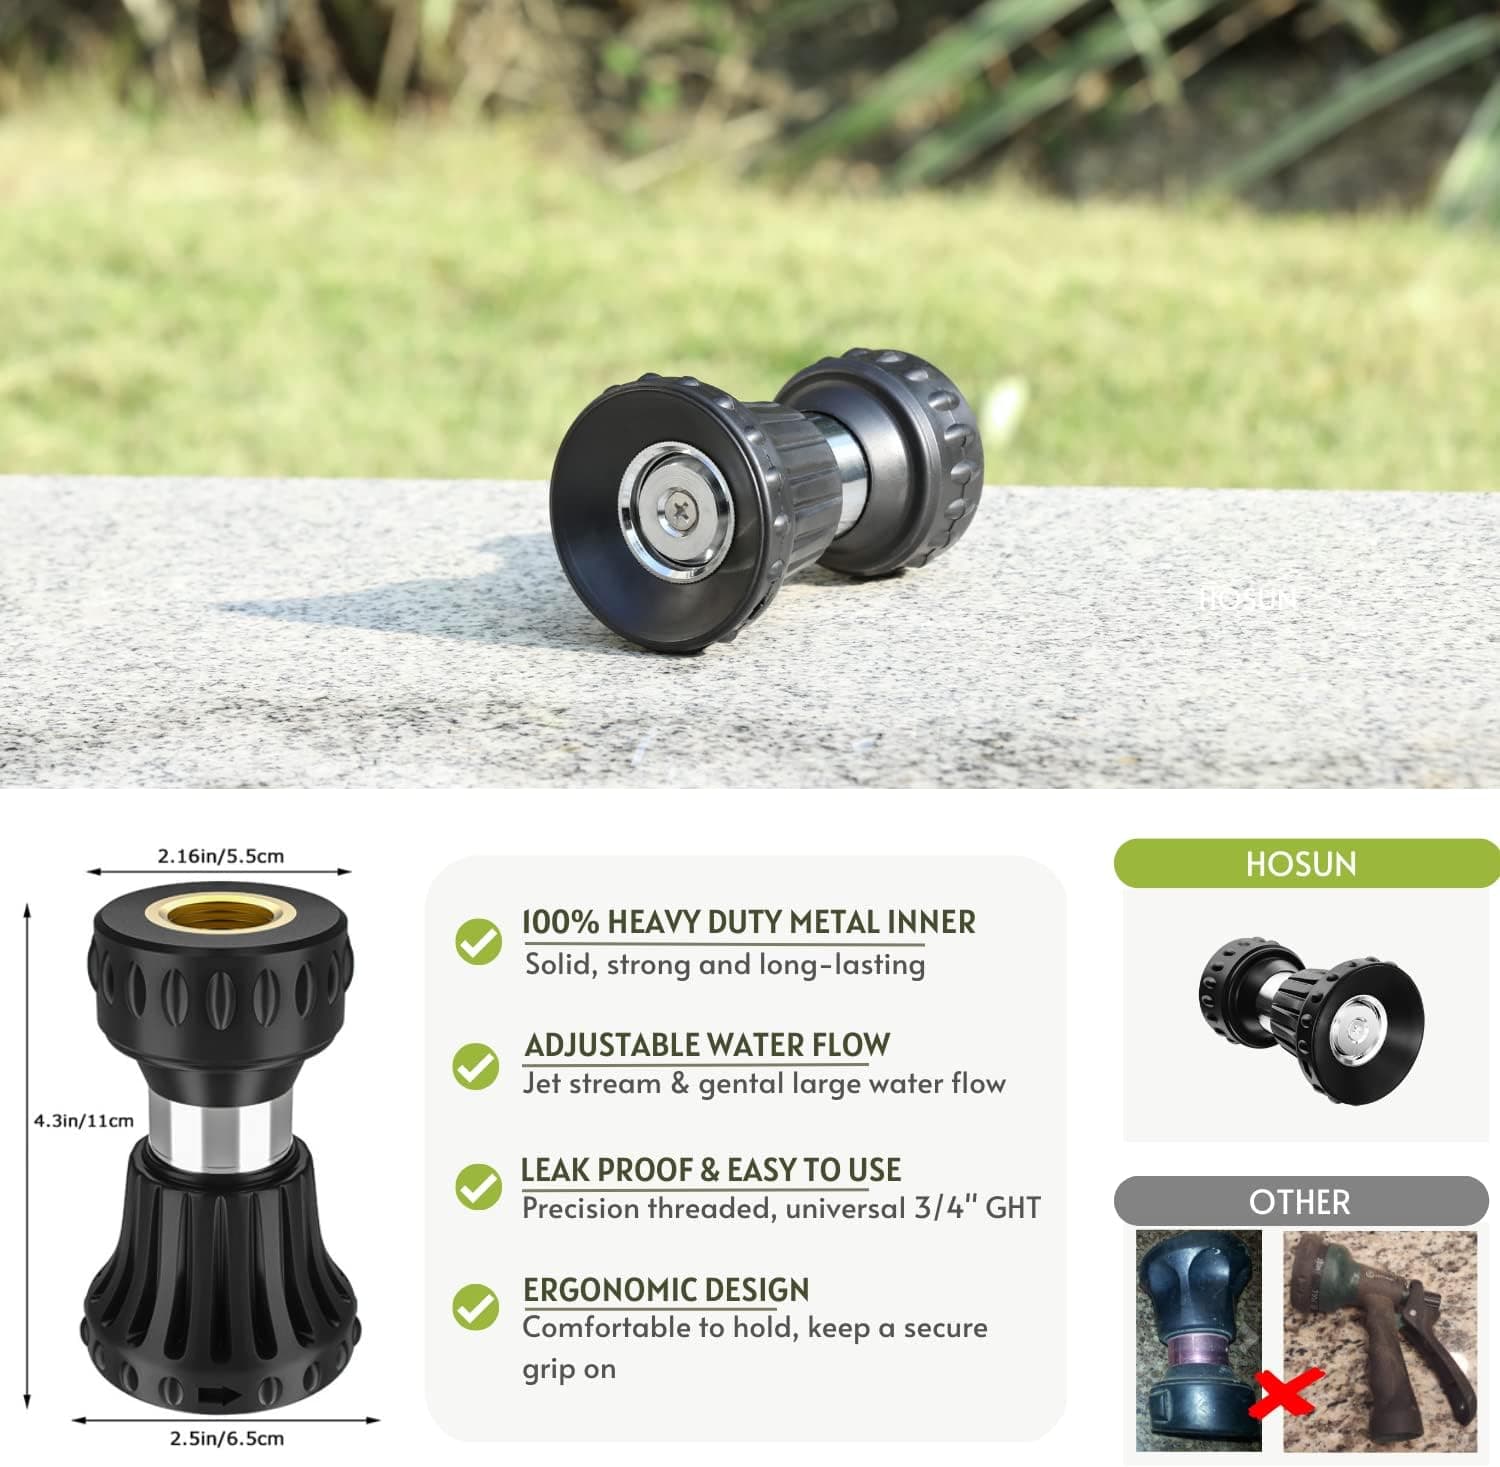 HOSUN
2.16in/5.5cm
4.3in/11cm
2.5in/6.5cm
100% HEAVY DUTY METAL INNER
Solid, strong and long-lasting
ADJUSTABLE WATER FLOW
Jet stream & gental large water flow
LEAK PROOF & EASY TO USE
Precision threaded, universal 3/4" GHT
ERGONOMIC DESIGN
Comfortable to hold, keep a secure
grip on
HOSUN
OTHER